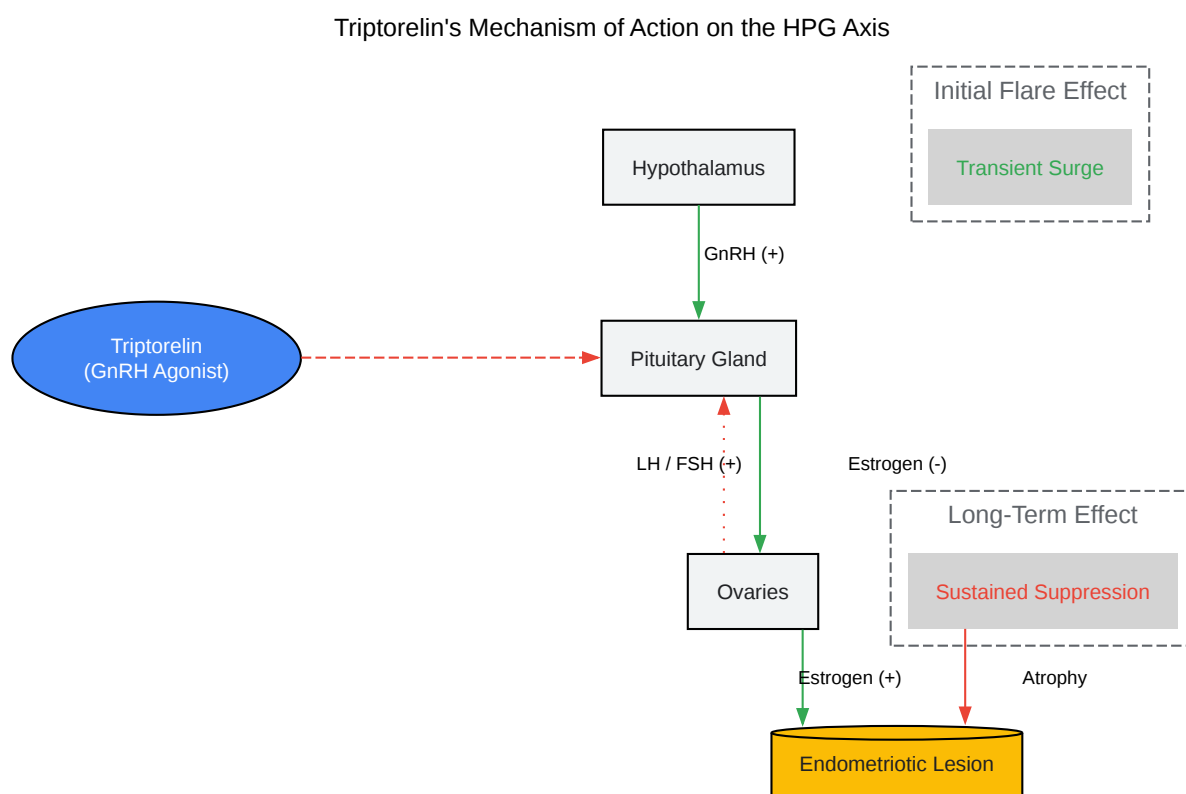 Triptorelin's Mechanism of Action on the HPG Axis
Initial Flare Effect
Transient Surge
Hypothalamus
GnRH (+)
Triptorelin
(GnRH Agonist)
Pituitary Gland
LH / FSH (+)
Estrogen (-)
Long-Term Effect
Ovaries
Sustained Suppression
Estrogen (+)
Atrophy
Endometriotic Lesion